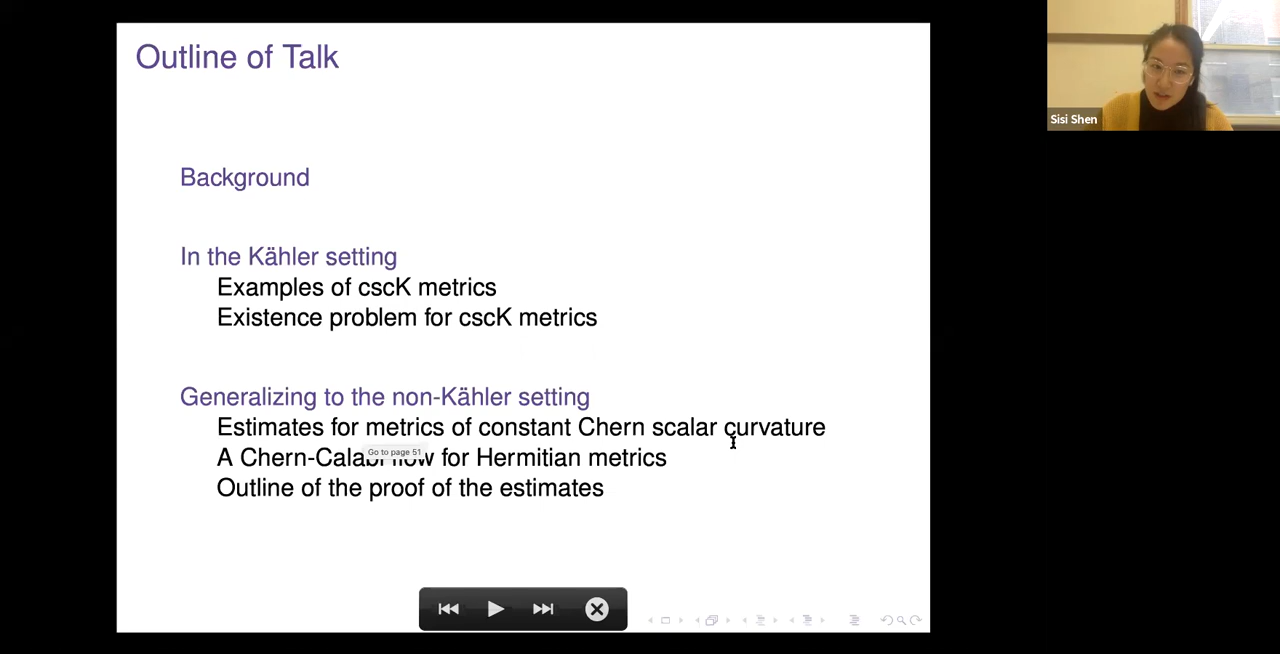 Outline of Talk
Sisi Shen
Background
In the Kähler setting
Examples of cscK metrics
Existence problem for cscK metrics
Generalizing to the non-Kähler setting
Estimates for metrics of constant Chern scalar curvature
Go to page 51
A Chern-Calabi flow for Hermitian metrics
Outline of the proof of the estimates